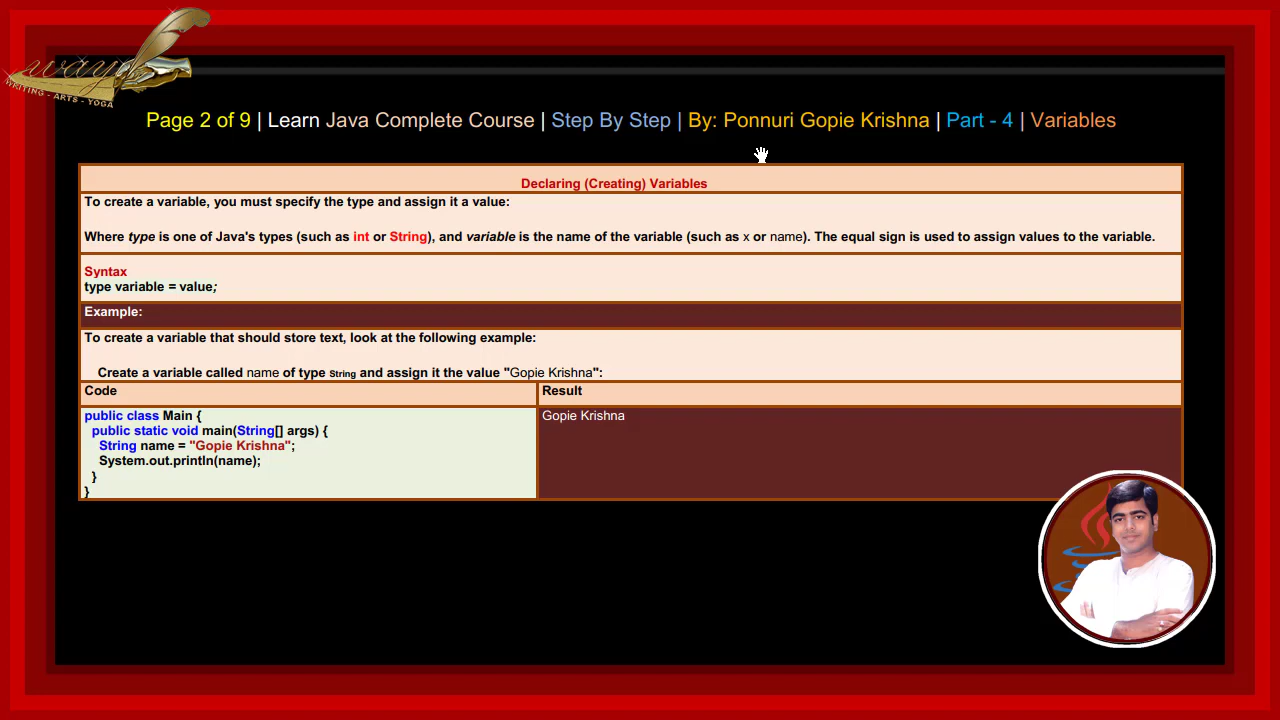 way
WRITING - ARTS - YOGA
Page 2 of 9 | Learn Java Complete Course | Step By Step | By: Ponnuri Gopie Krishna | Part - 4 | Variables
Declaring (Creating) Variables
To create a variable, you must specify the type and assign it a value:
Where type is one of Java's types (such as int or String), and variable is the name of the variable (such as x or name). The equal sign is used to assign values to the variable.
Syntax
type variable = value;
Example:
To create a variable that should store text, look at the following example:
Create a variable called name of type String and assign it the value "Gopie Krishna":
Code
Result
public class Main {
  public static void main(String[] args) {
    String name = "Gopie Krishna";
    System.out.println(name);
  }
}
Gopie Krishna